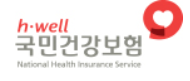 h·well
국민건강보험
National Health Insurance Service